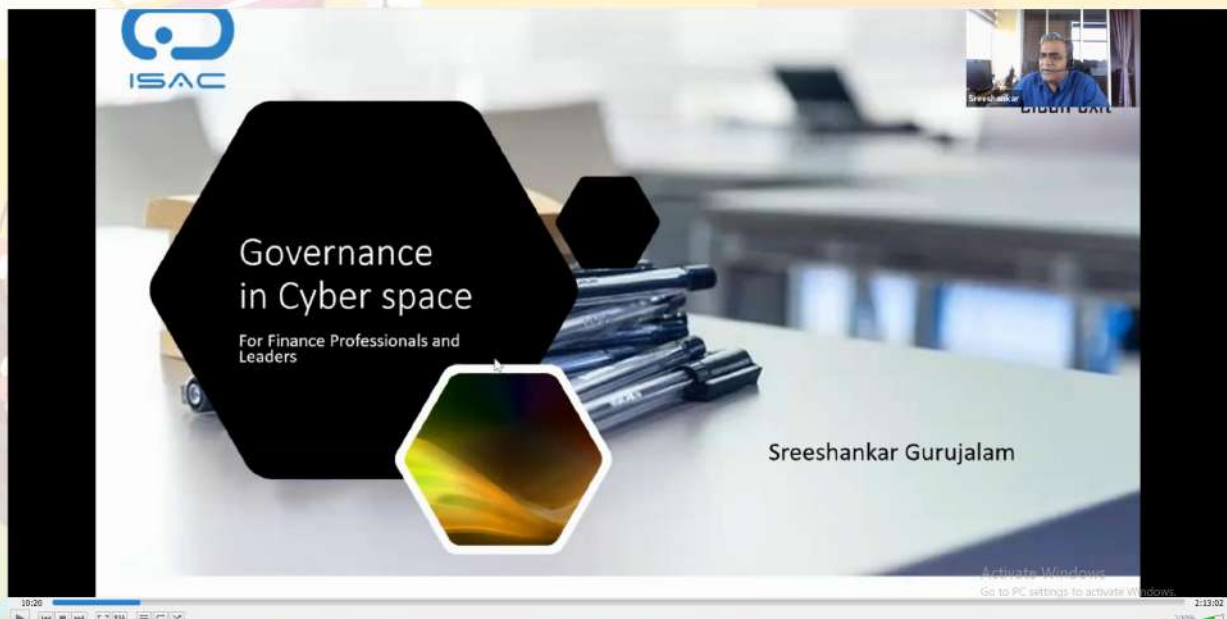 ISAC
Sreeshankar
Governance
in Cyber space
For Finance Professionals and
Leaders
Sreeshankar Gurujalam
Activate Windows
Go to PC settings to activate Windows.
10:20
2:13:02
100%